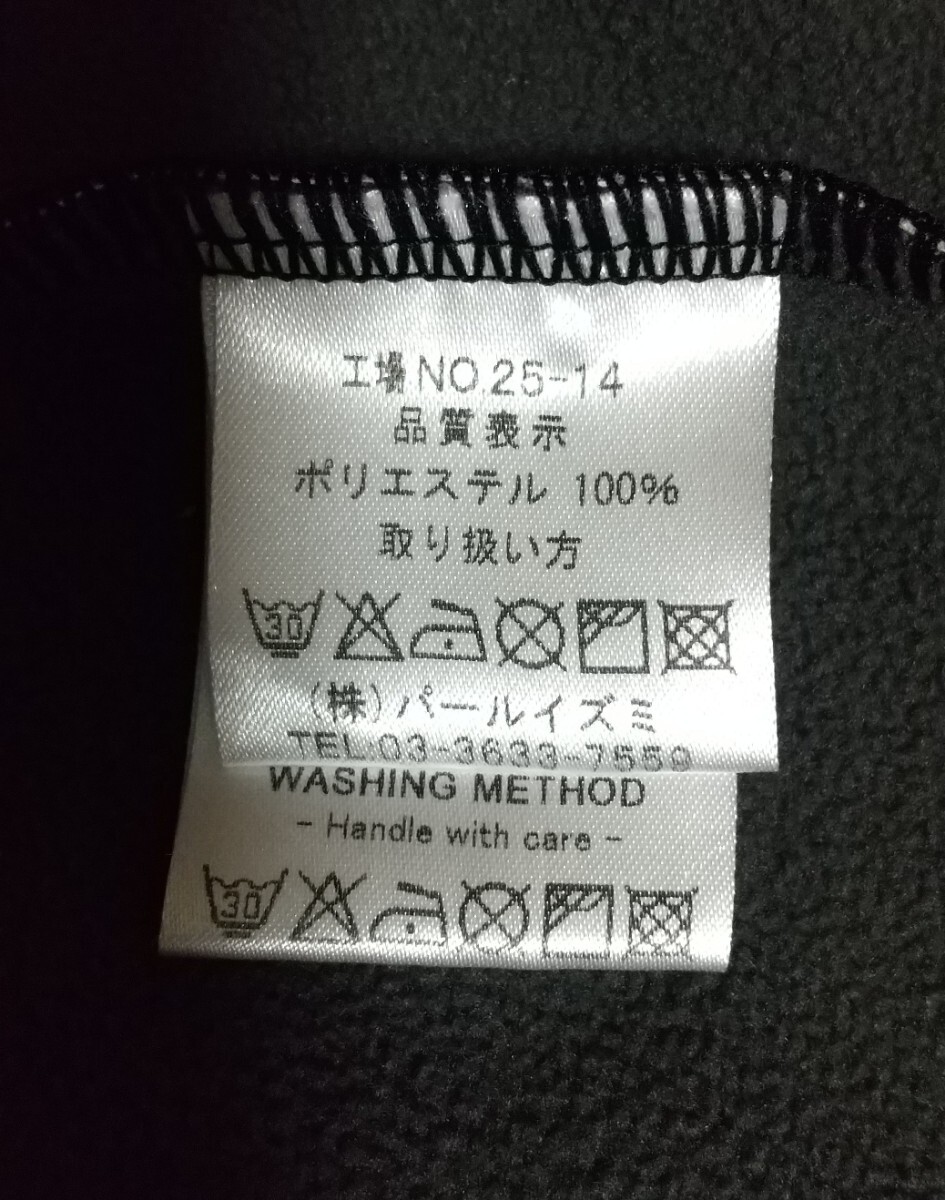 工場NO.25-14
品質表示
ポリエステル 100%
取り扱い方
30
(株)パールイズミ
TEL:03-3633-7559
WASHING METHOD
- Handle with care -
30